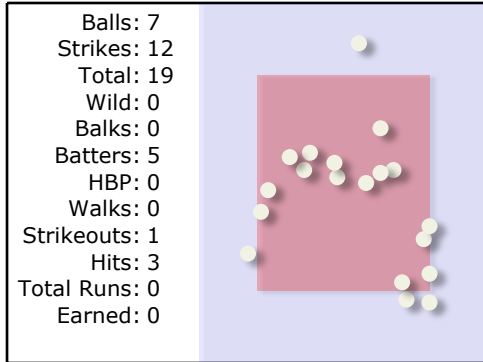 Balls: 7
Strikes: 12
Total: 19
Wild: 0
Balks: 0
Batters: 5
HBP: 0
Walks: 0
Strikeouts: 1
Hits: 3
Total Runs: 0
Earned: 0